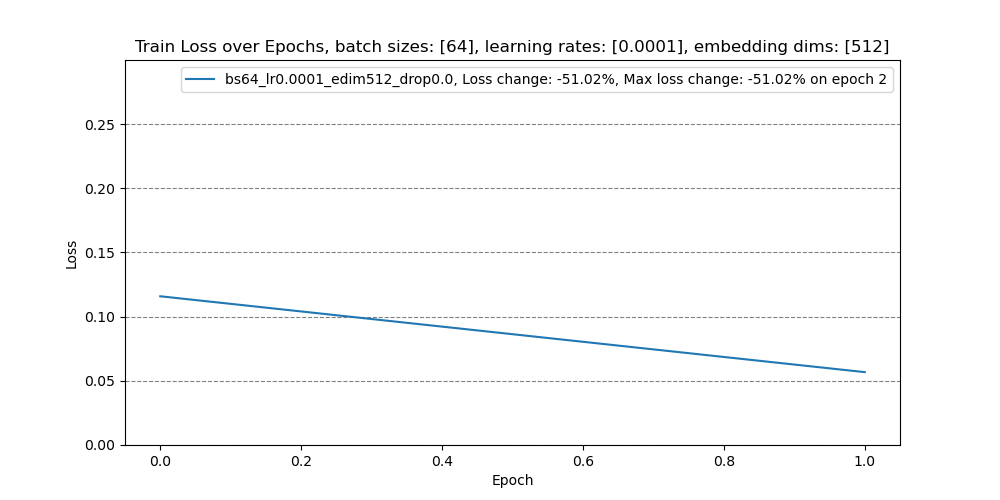 Train Loss over Epochs, batch sizes: [64], learning rates: [0.0001], embedding dims: [512]
bs64_lr0.0001_edim512_drop0.0, Loss change: -51.02%, Max loss change: -51.02% on epoch 2
0.25
0.20
0.15
0.10
0.05
0.00
Loss
0.0 0.2 0.4 0.6 0.8 1.0
Epoch